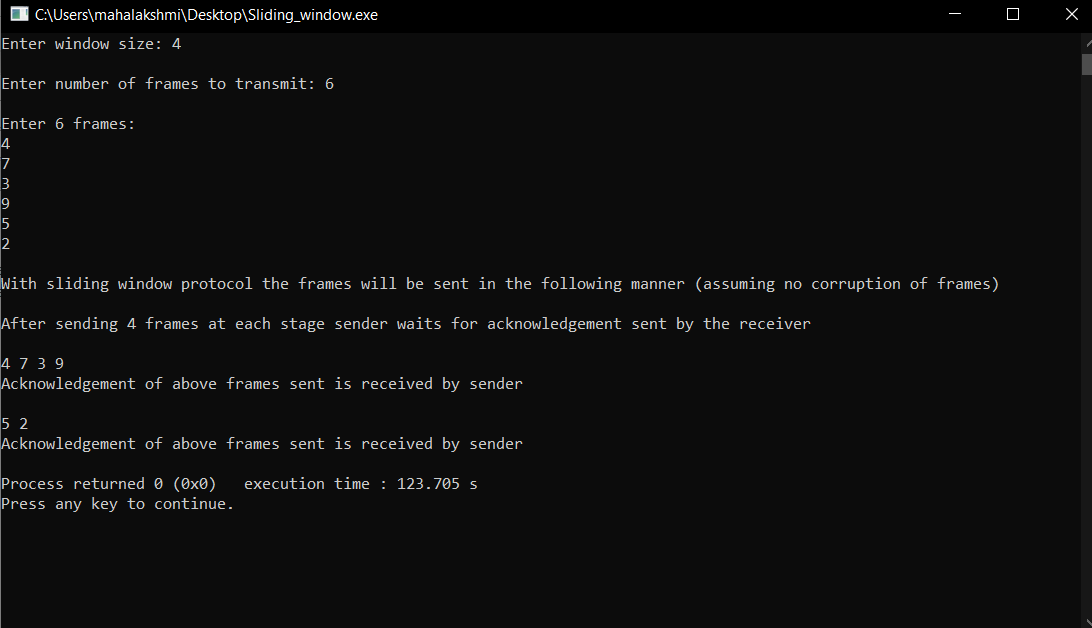 C:\Users\mahalakshmi\Desktop\Sliding_window.exe
Enter window size: 4
Enter number of frames to transmit: 6
Enter 6 frames:
4
7
3
9
5
2
With sliding window protocol the frames will be sent in the following manner (assuming no corruption of frames)
After sending 4 frames at each stage sender waits for acknowledgement sent by the receiver
4 7 3 9
Acknowledgement of above frames sent is received by sender
5 2
Acknowledgement of above frames sent is received by sender
Process returned 0 (0x0)   execution time : 123.705 s
Press any key to continue.